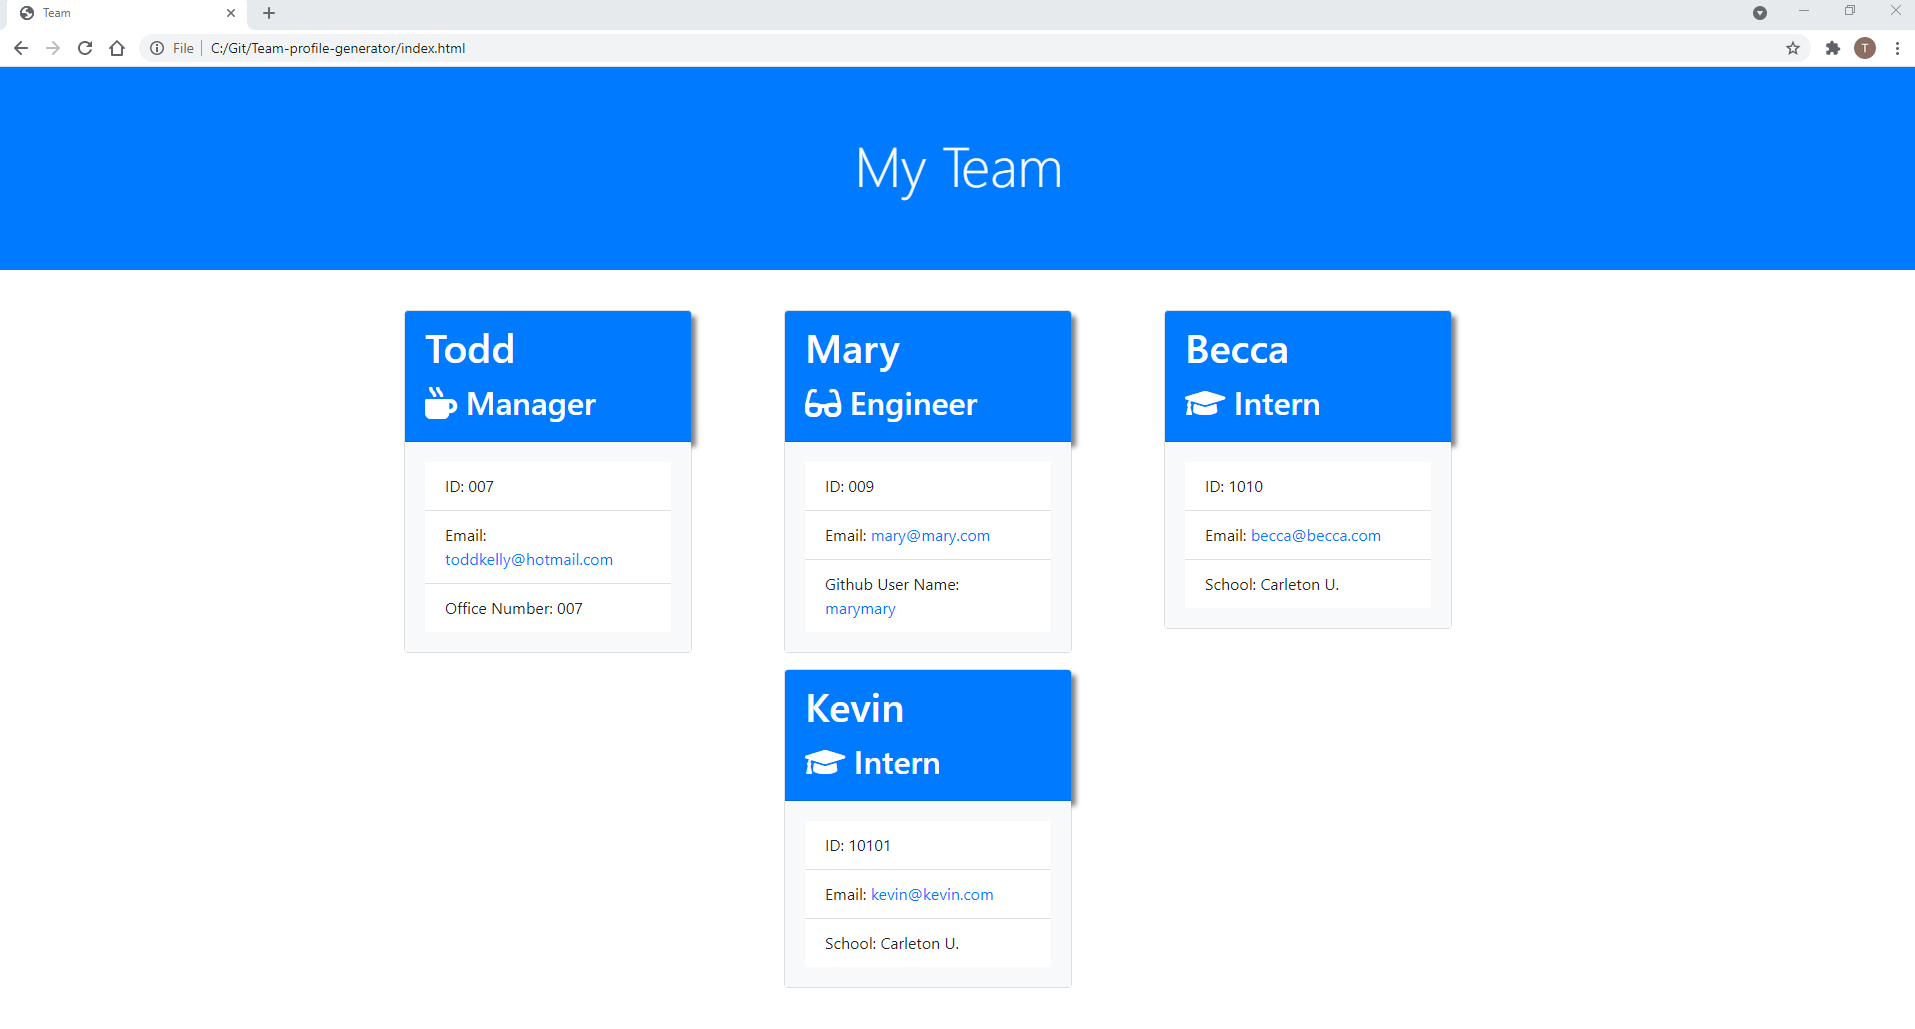 Team
File
C:/Git/Team-profile-generator/index.html
T
My Team
Todd
Manager
ID: 007
Email:
toddkelly@hotmail.com
Office Number: 007
Mary
Engineer
ID: 009
Email: mary@mary.com
Github User Name:
marymary
Becca
Intern
ID: 1010
Email: becca@becca.com
School: Carleton U.
Kevin
Intern
ID: 10101
Email: kevin@kevin.com
School: Carleton U.